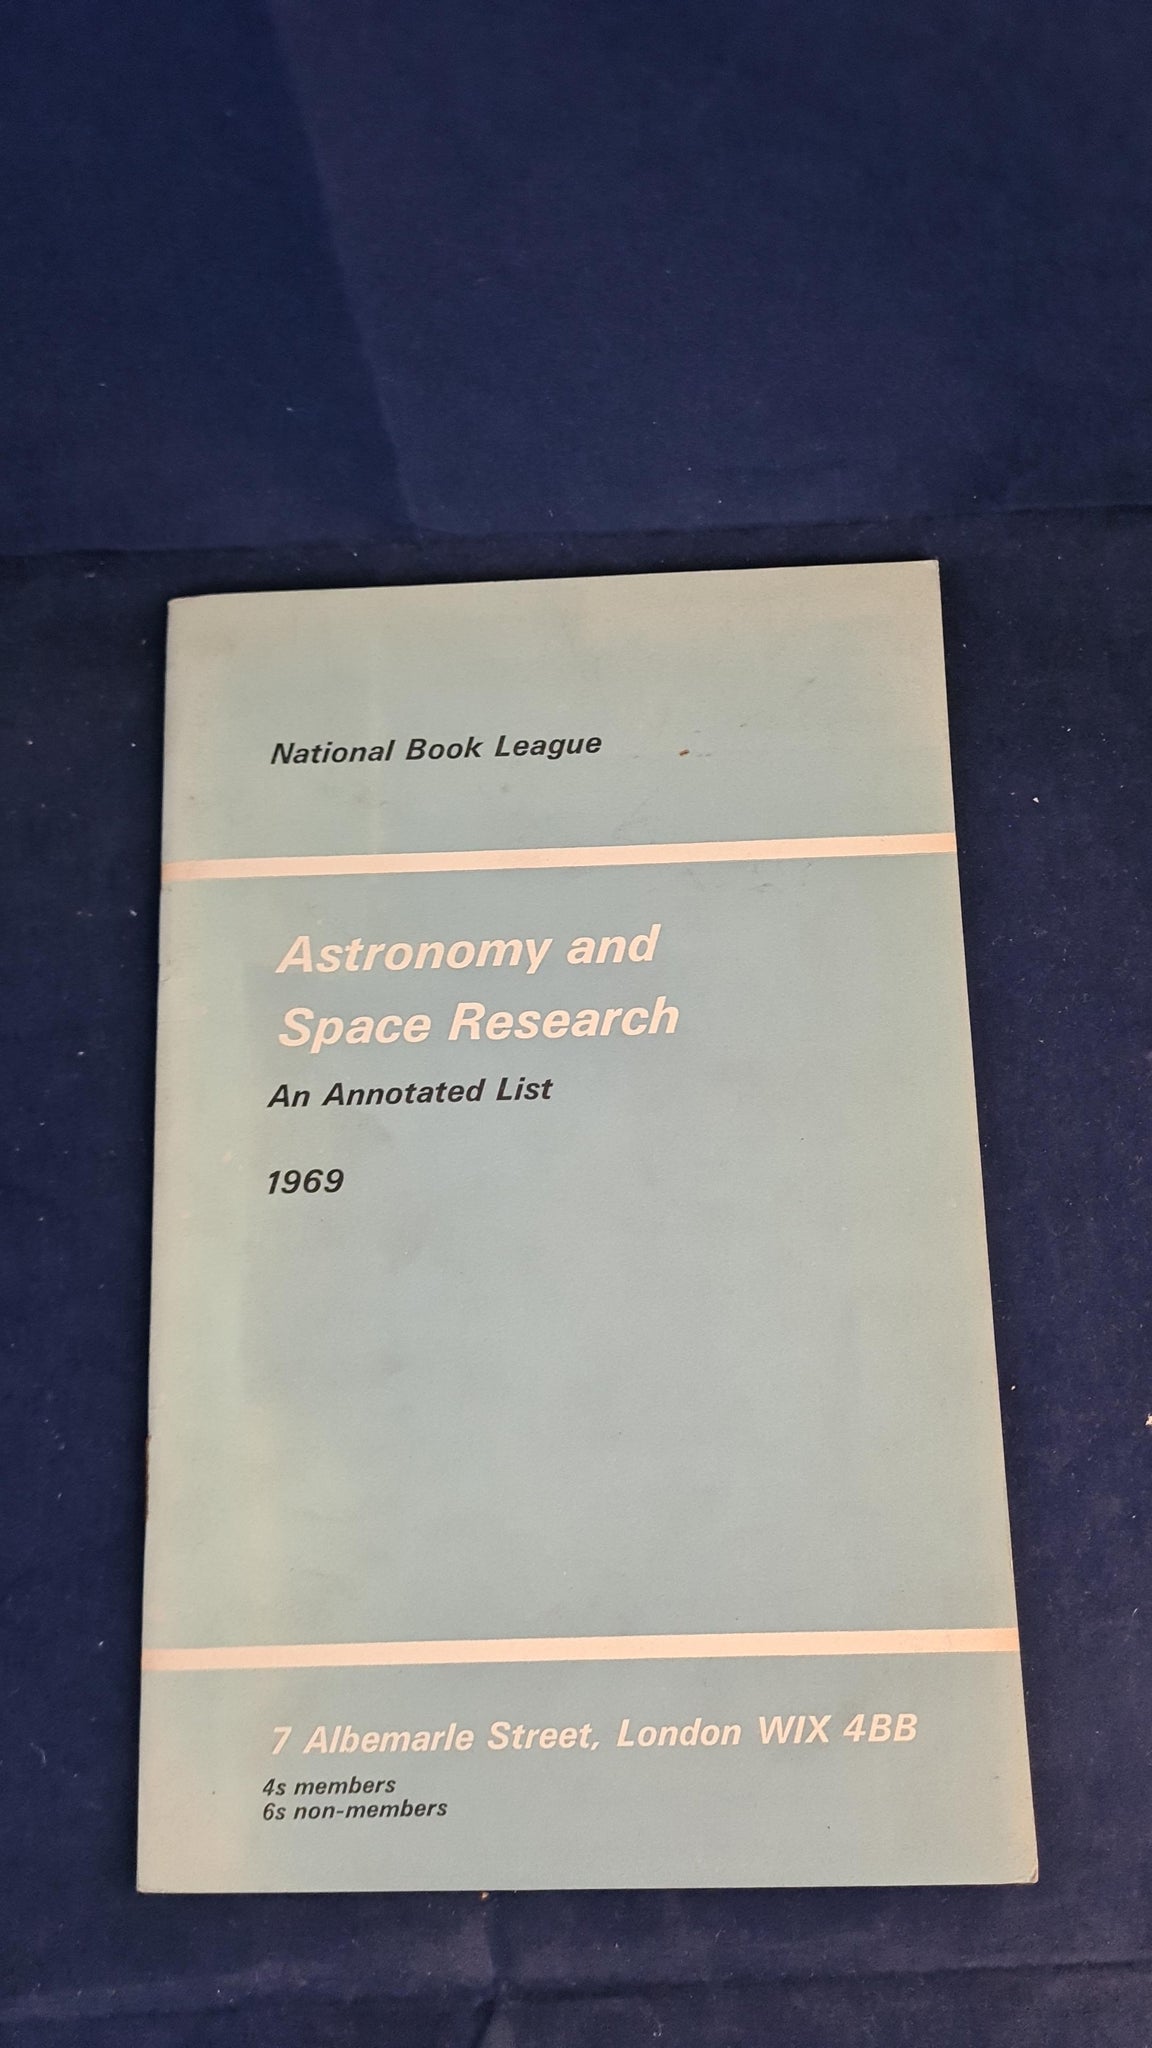 National Book League
Astronomy and
Space Research
An Annotated List
1969
7 Albemarle Street, London WIX 4BB
4s members
6s non-members